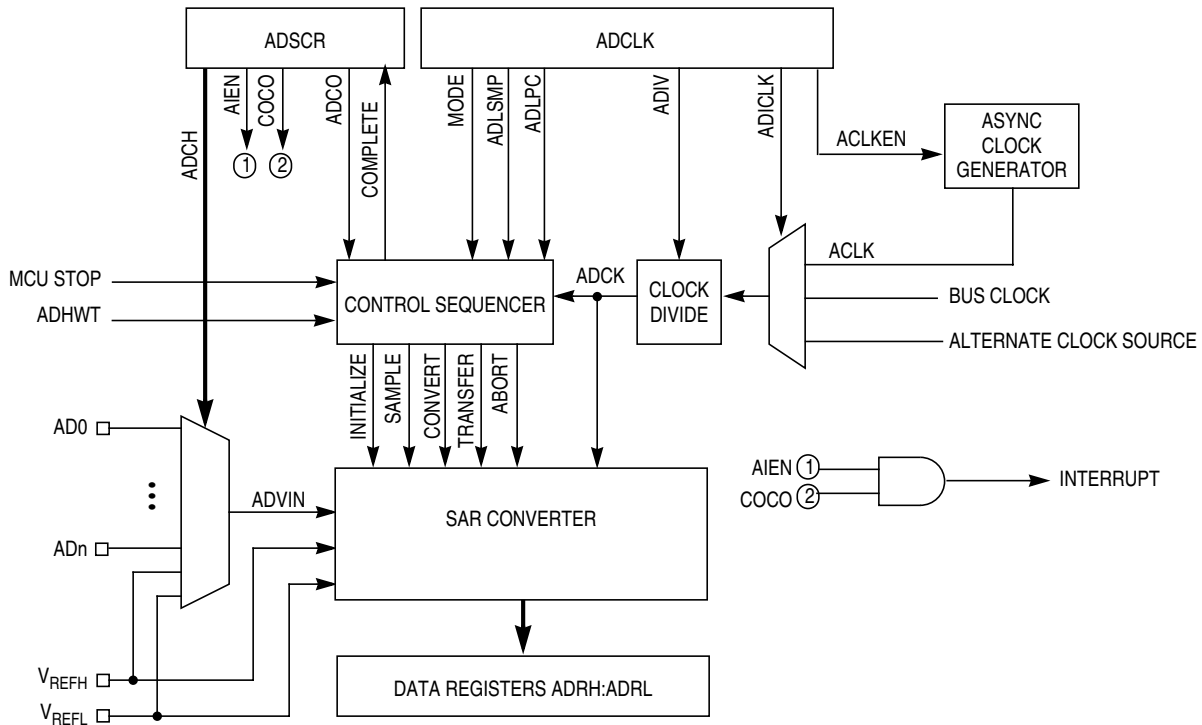 ADSCR
ADCLK
ADCH
AIEN
COCO
ADCO
COMPLETE
MODE
ADLSMP
ADLPC
ADIV
ADICLK
ACLKEN
ASYNC
CLOCK
GENERATOR
1
2
MCU STOP
ADHWT
CONTROL SEQUENCER
ADCK
CLOCK
DIVIDE
ACLK
BUS CLOCK
ALTERNATE CLOCK SOURCE
INITIALIZE
SAMPLE
CONVERT
TRANSFER
ABORT
AD0
•••
ADn
ADVIN
SAR CONVERTER
AIEN 1
COCO 2
INTERRUPT
VREFH
VREFL
DATA REGISTERS ADRH:ADRL